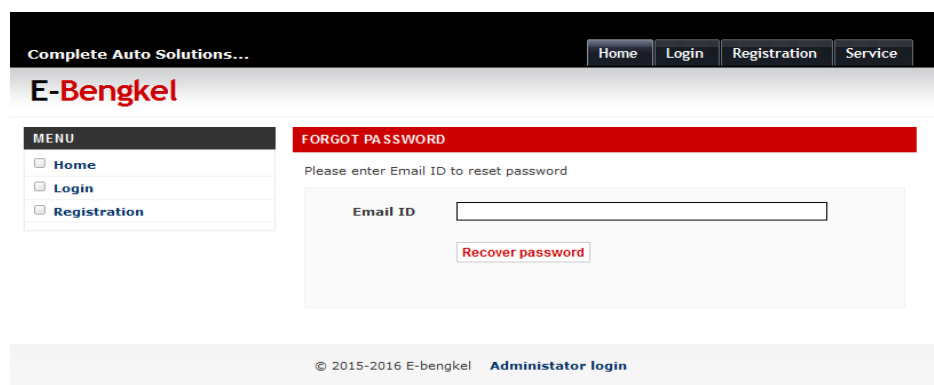 Complete Auto Solutions...
Home Login Registration Service
E-Bengkel
MENU
Home
Login
Registration
FORGOT PASSWORD
Please enter Email ID to reset password
Email ID
Recover password
© 2015-2016 E-bengkel Administator login